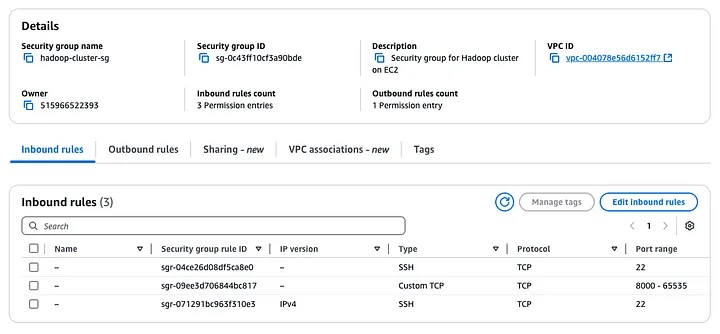 Details
Security group name
hadoop-cluster-sg
Security group ID
sg-0c43ff10cf3a90bde
Description
Security group for Hadoop cluster
on EC2
VPC ID
vpc-004078e56d6152ff7
Owner
515966522393
Inbound rules count
3 Permission entries
Outbound rules count
1 Permission entry
Inbound rules Outbound rules Sharing - new VPC associations - new Tags
Inbound rules (3) Manage tags Edit inbound rules
Search 1
Name Security group rule ID IP version Type Protocol Port range
– sgr-04ce26d08df5ca8e0 – SSH TCP 22
– sgr-09ee3d706844bc817 – Custom TCP TCP 8000 - 65535
– sgr-071291bc963f310e3 IPv4 SSH TCP 22